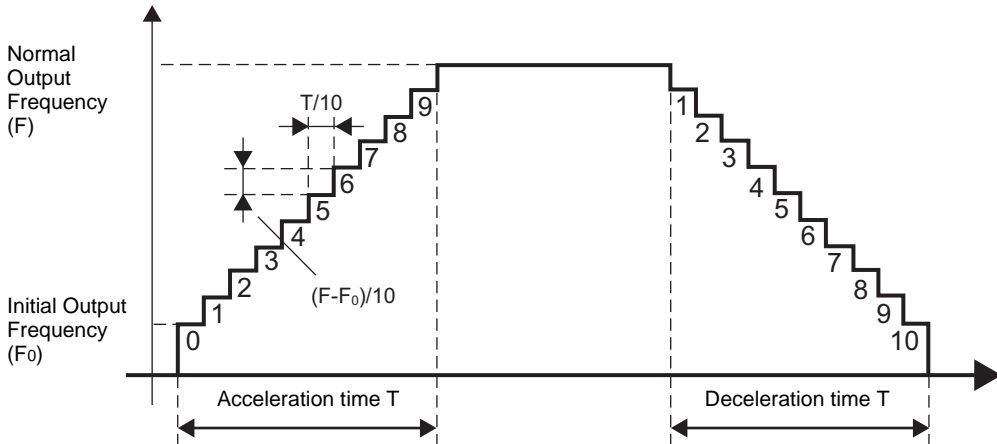 Normal
Output
Frequency
(F)
T/10
9
8
7
6
5
4
3
2
1
0
(F-F₀)/10
1
2
3
4
5
6
7
8
9
10
Initial Output
Frequency
(F0)
Acceleration time T
Deceleration time T